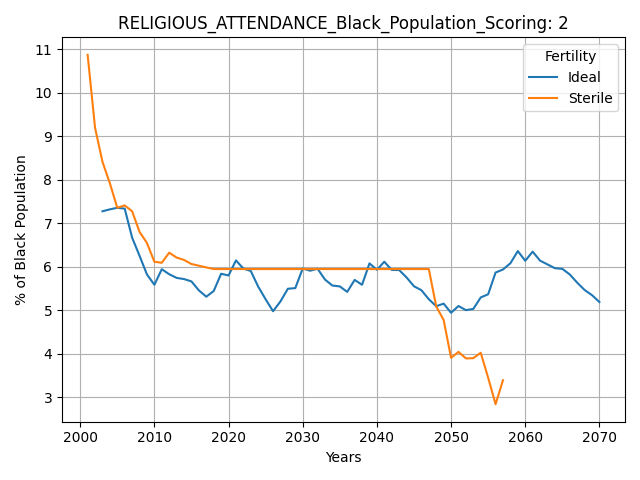 RELIGIOUS_ATTENDANCE_Black_Population_Scoring: 2
Fertility
Ideal
Sterile
% of Black Population
11
10
9
8
7
6
5
4
3
2000 2010 2020 2030 2040 2050 2060 2070
Years